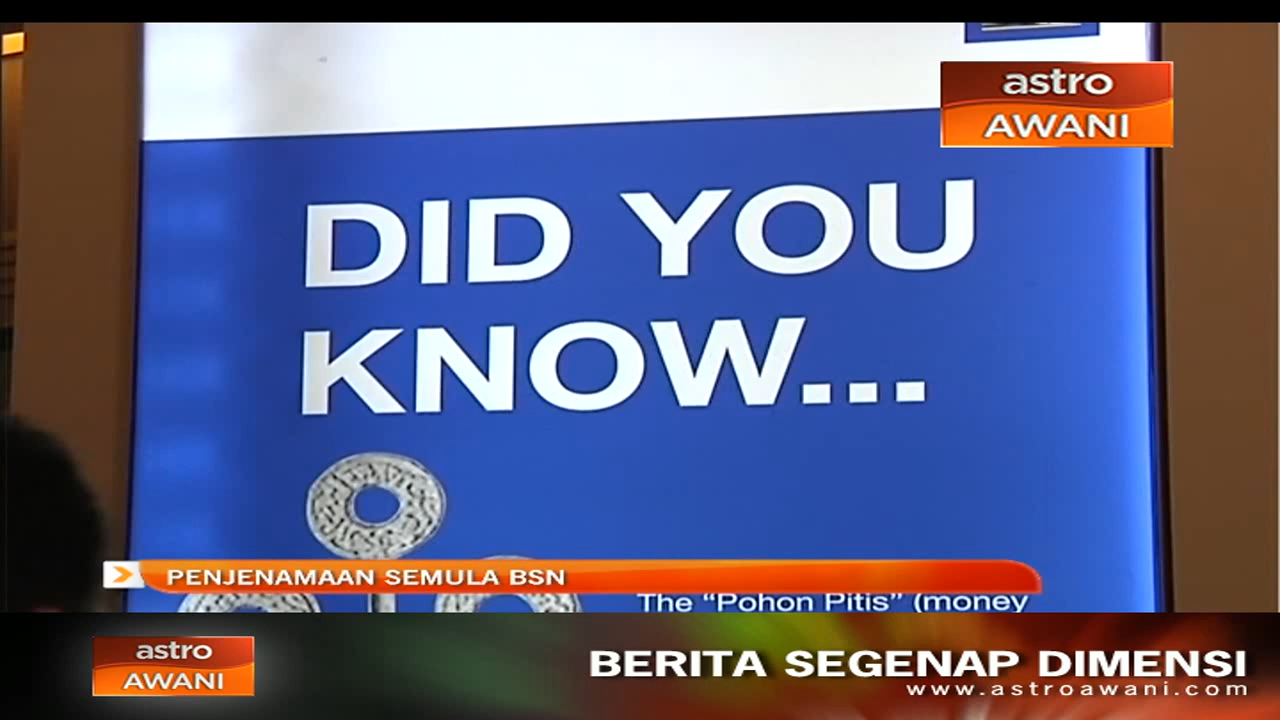 astro
AWANI
DID YOU
KNOW...
PENJENAMAAN SEMULA BSN
The “Pohon Pitis” (money
astro
AWANI
BERITA SEGENAP DIMENSI
www.astroawani.com